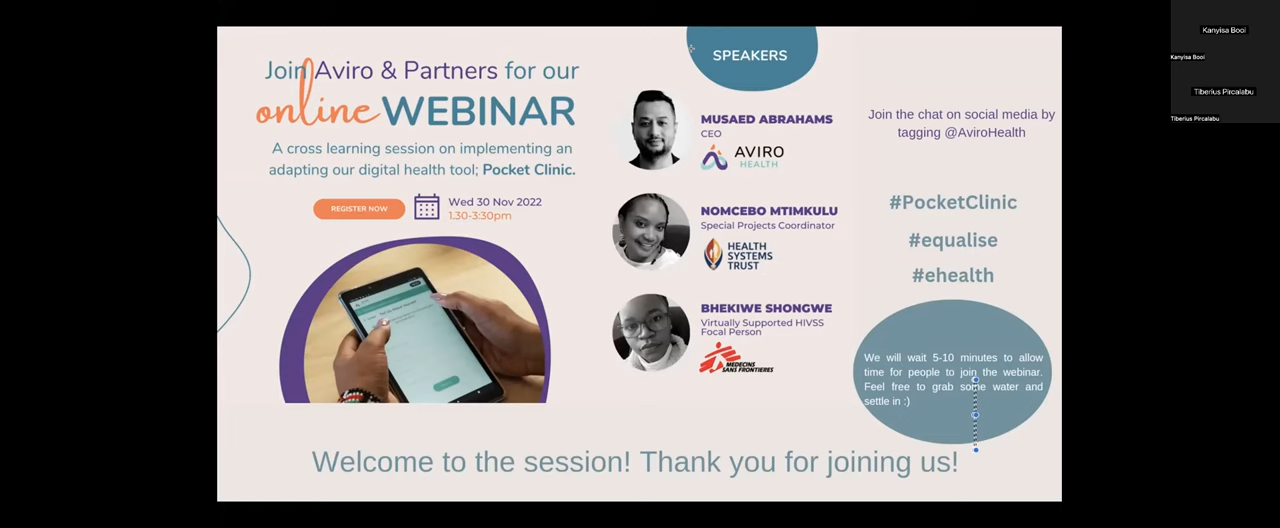 Join Aviro & Partners for our
online WEBINAR
A cross learning session on implementing an
adapting our digital health tool; Pocket Clinic.
REGISTER NOW
Wed 30 Nov 2022
1.30-3:30pm
SPEAKERS
MUSAED ABRAHAMS
CEO
AVIRO
HEALTH
NOMCEBO MTIMKULU
Special Projects Coordinator
HEALTH
SYSTEMS
TRUST
BHEKIWE SHONGWE
Virtually Supported HIVSS
Focal Person
MEDECINS
SANS FRONTIERES
Join the chat on social media by
tagging @AviroHealth
#PocketClinic
#equalise
#ehealth
We will wait 5-10 minutes to allow
time for people to join the webinar.
Feel free to grab some water and
settle in :)
Welcome to the session! Thank you for joining us!
Kanyisa Booi
Kanyisa Booi
Tiberius Pircalabu
Tiberius Pircalabu